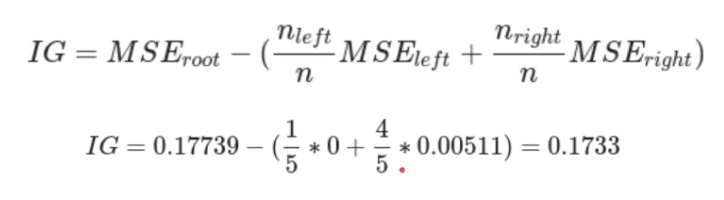 IG = MSE_root − (n_left/n MSE_left + n_right/n MSE_right)
IG = 0.17739 − (1/5 * 0 + 4/5 * 0.00511) = 0.1733